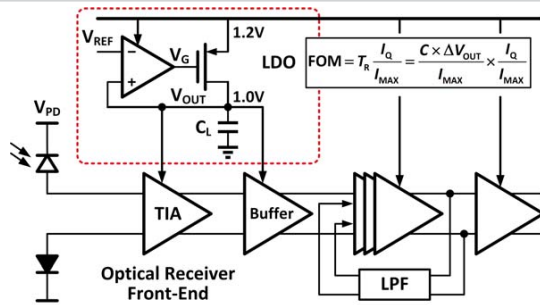 1.2V
V_REF
−
V_G
+
LDO
FOM = T_R I_Q/I_MAX = C × ΔV_OUT/I_MAX × I_Q/I_MAX
V_OUT
1.0V
C_L
V_PD
TIA
Buffer
Optical Receiver
Front-End
LPF